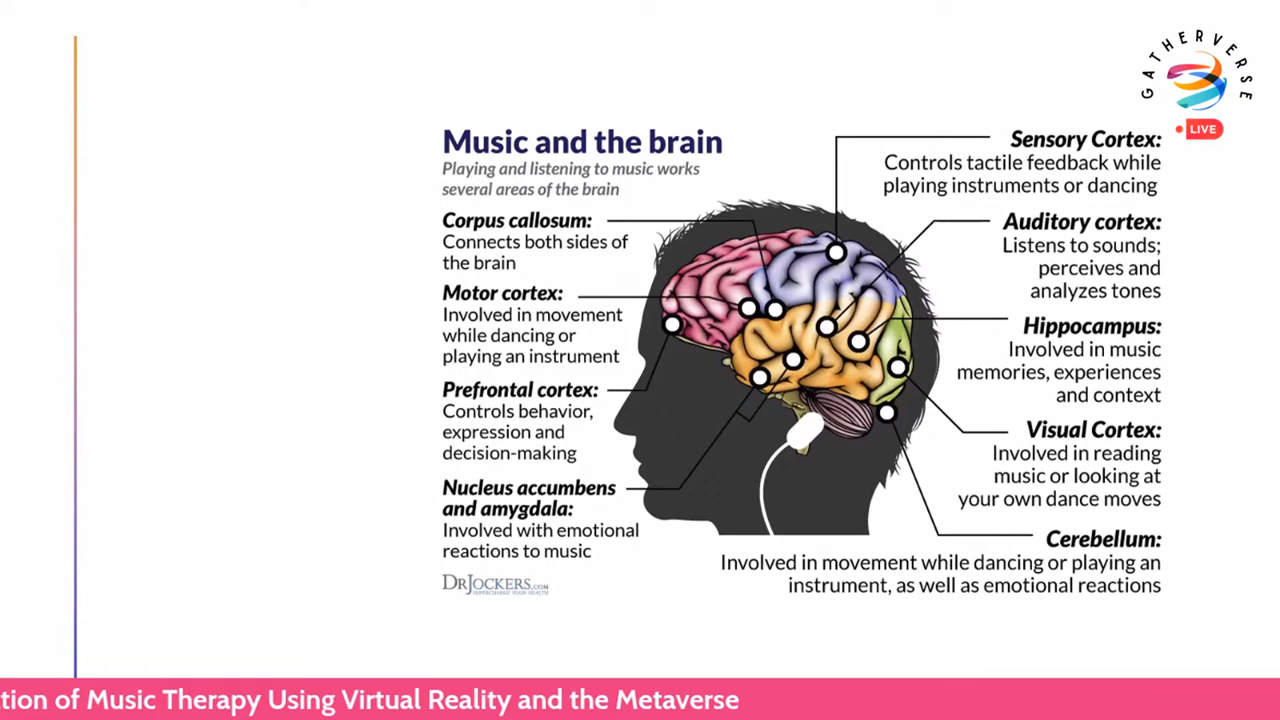 GATHERVERSE
LIVE
Music and the brain
Playing and listening to music works
several areas of the brain
Corpus callosum:
Connects both sides of
the brain
Motor cortex:
Involved in movement
while dancing or
playing an instrument
Prefrontal cortex:
Controls behavior,
expression and
decision-making
Nucleus accumbens
and amygdala:
Involved with emotional
reactions to music
DRJOCKERS.COM
SUPERCHARGE YOUR HEALTH
Sensory Cortex:
Controls tactile feedback while
playing instruments or dancing
Auditory cortex:
Listens to sounds;
perceives and
analyzes tones
Hippocampus:
Involved in music
memories, experiences
and context
Visual Cortex:
Involved in reading
music or looking at
your own dance moves
Cerebellum:
Involved in movement while dancing or playing an
instrument, as well as emotional reactions
tion of Music Therapy Using Virtual Reality and the Metaverse